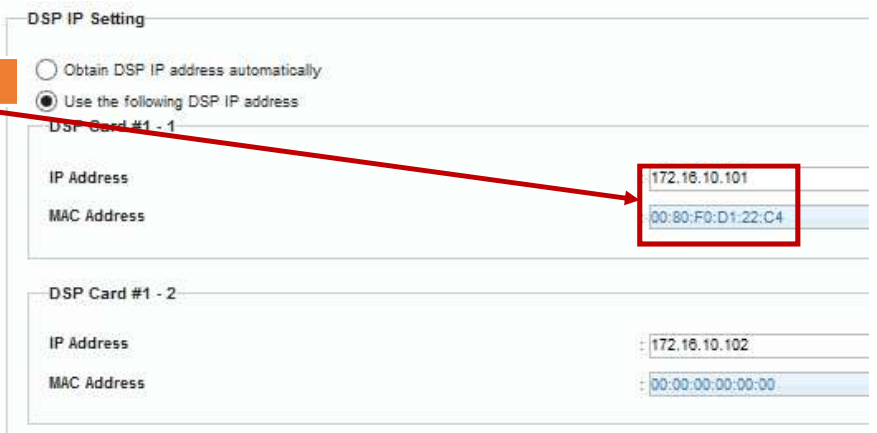 DSP IP Setting
Obtain DSP IP address automatically
Use the following DSP IP address
DSP Card #1 - 1
IP Address : 172.16.10.101
MAC Address : 00:80:F0:D1:22:C4
DSP Card #1 - 2
IP Address : 172.16.10.102
MAC Address : 00:00:00:00:00:00